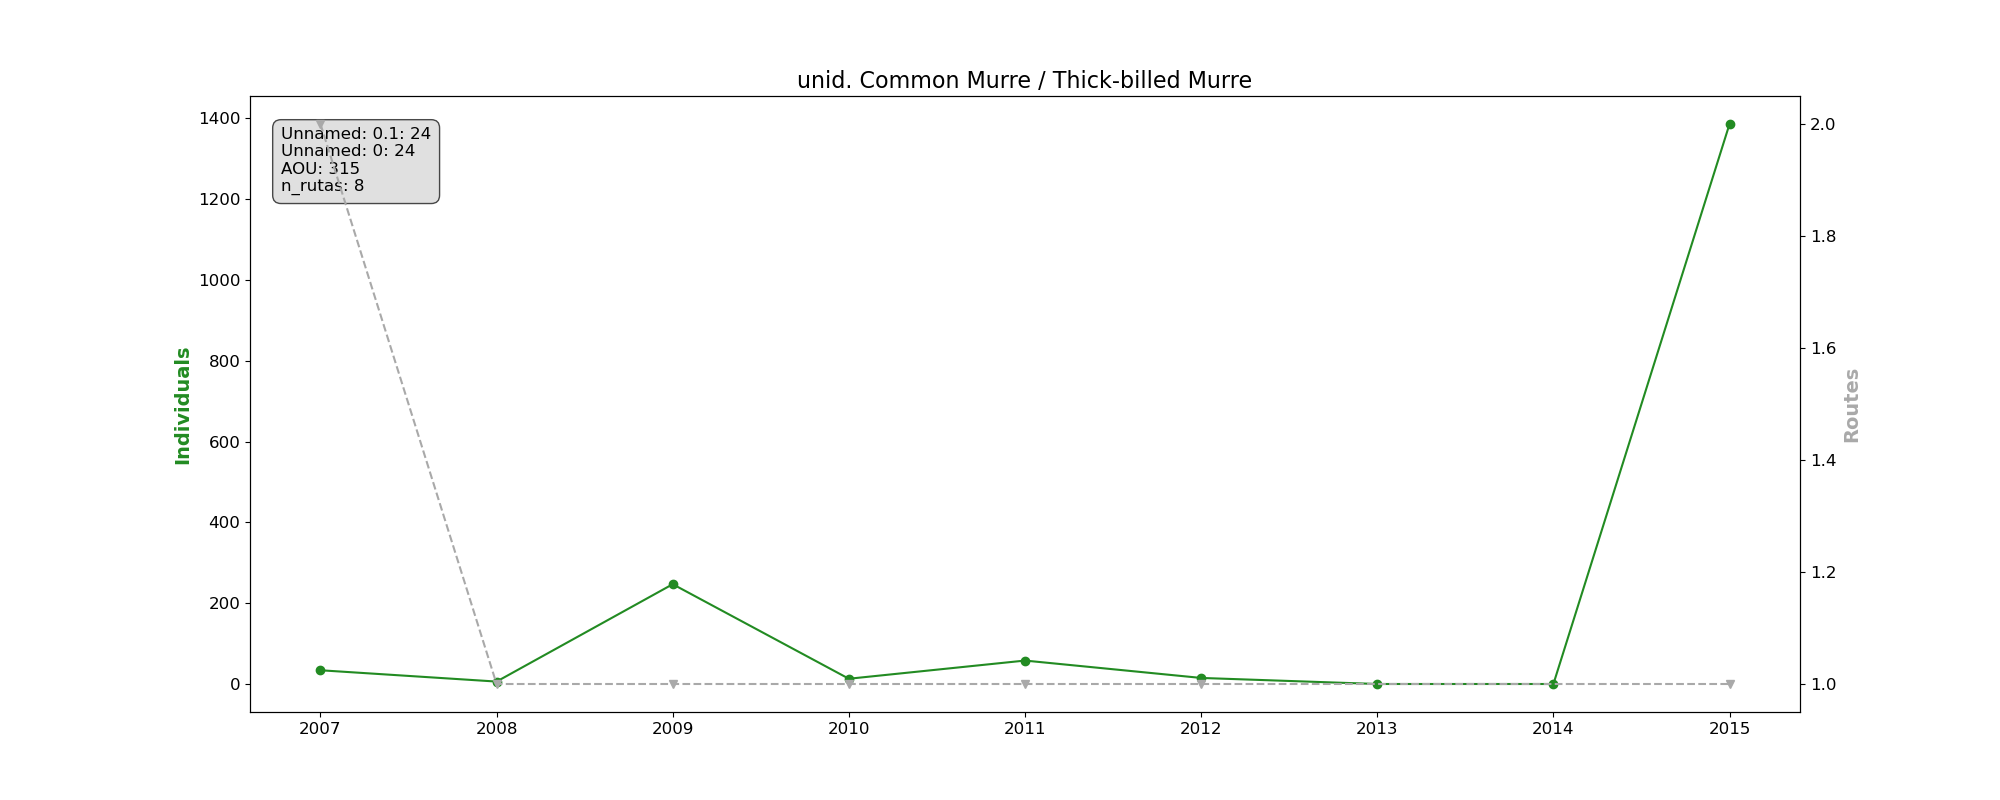 unid. Common Murre / Thick-billed Murre
Unnamed: 0.1: 24
Unnamed: 0: 24
AOU: 315
n_rutas: 8
1400
1200
1000
800
600
400
200
0
Individuals
2.0
1.8
1.6
1.4
1.2
1.0
Routes
2007 2008 2009 2010 2011 2012 2013 2014 2015